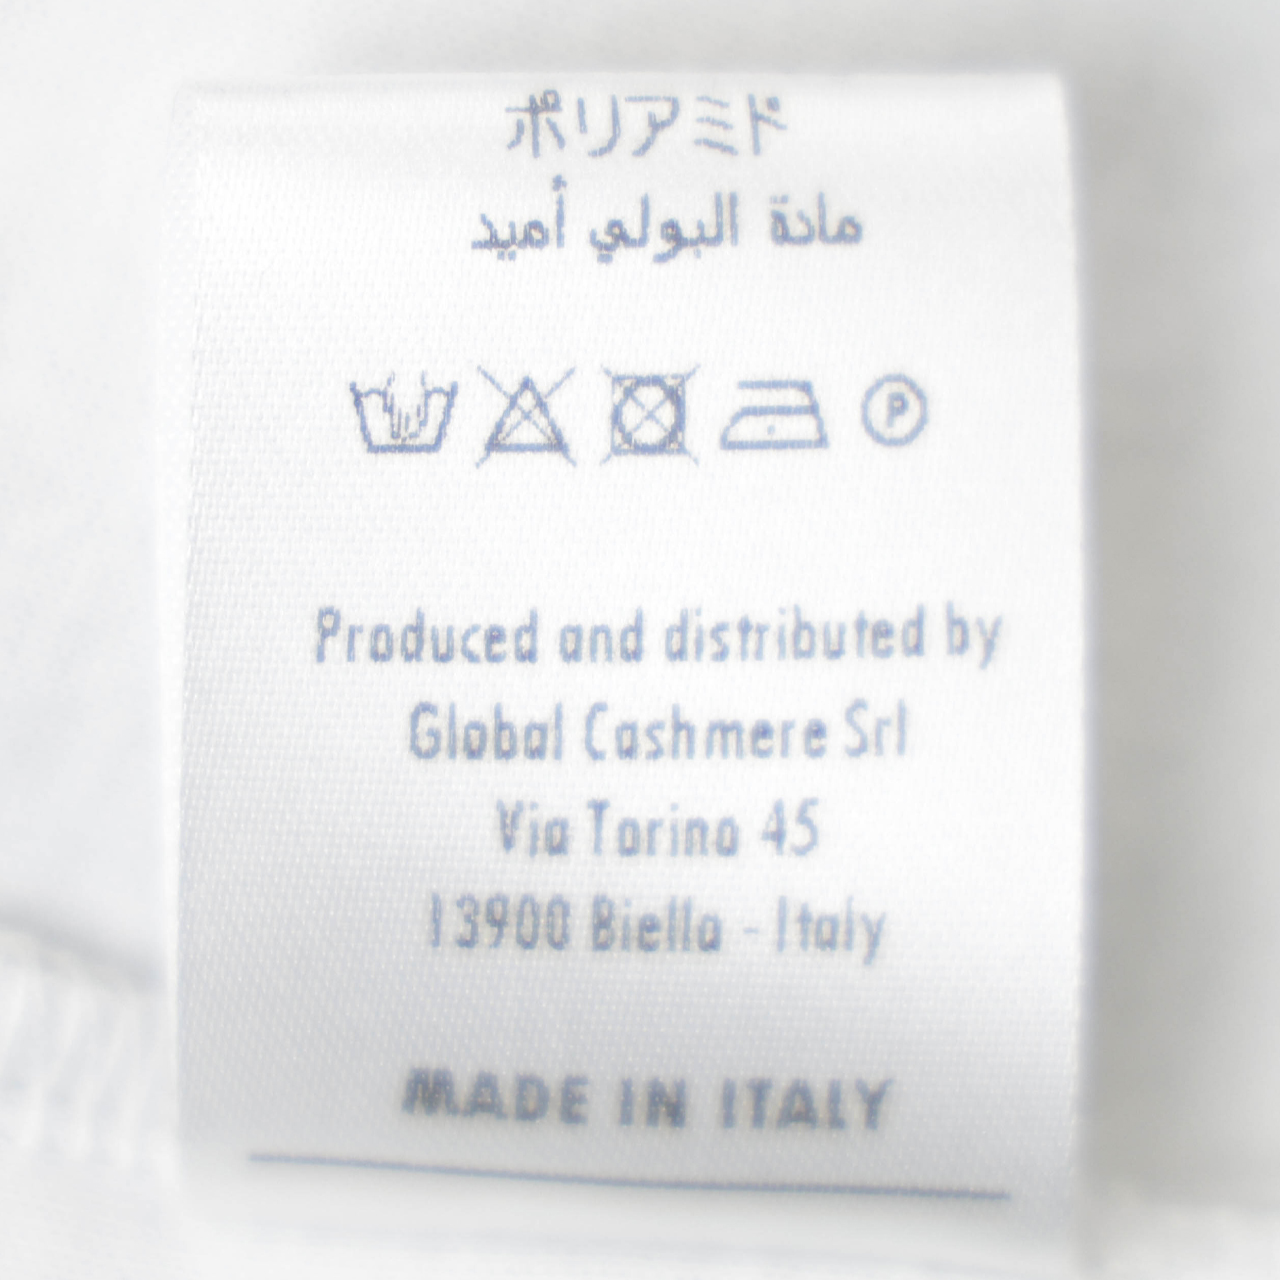 ポリアミド
مادة البولي أميد
P
Produced and distributed by
Global Cashmere Srl
Via Torino 45
13900 Biella - Italy
MADE IN ITALY